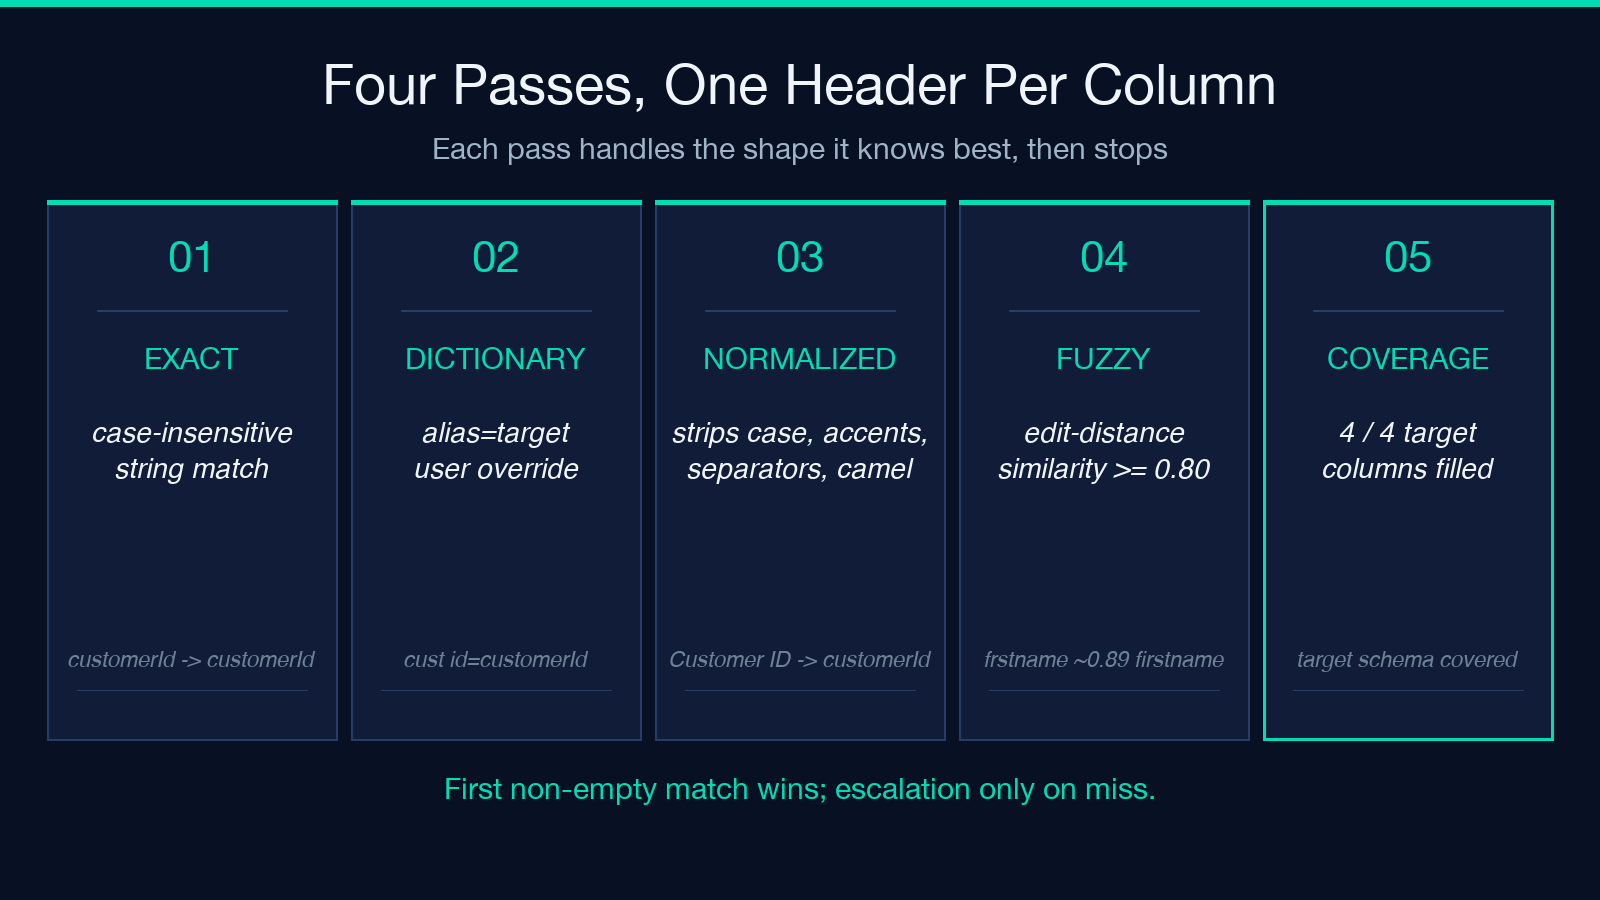 Four Passes, One Header Per Column
Each pass handles the shape it knows best, then stops
01
EXACT
case-insensitive
string match
customerId -> customerId
02
DICTIONARY
alias=target
user override
cust id=customerId
03
NORMALIZED
strips case, accents,
separators, camel
Customer ID -> customerId
04
FUZZY
edit-distance
similarity >= 0.80
frstname ~0.89 firstname
05
COVERAGE
4 / 4 target
columns filled
target schema covered
First non-empty match wins; escalation only on miss.